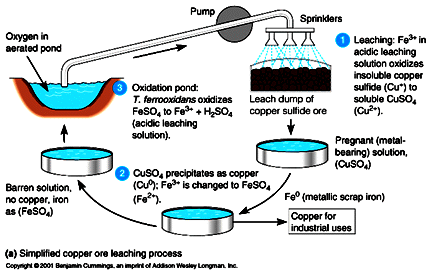 Pump
Sprinklers
Oxygen in
aerated pond
1 Leaching: Fe³⁺ in
acidic leaching
solution oxidizes
insoluble copper
sulfide (Cu⁺) to
soluble CuSO₄
(Cu²⁺).
3 Oxidation pond:
T. ferrooxidans oxidizes
FeSO₄ to Fe³⁺ + H₂SO₄
(acidic leaching
solution).
Leach dump of
copper sulfide ore
Pregnant (metal-
bearing) solution,
(CuSO₄)
2 CuSO₄ precipitates as copper
(Cu⁰); Fe³⁺ is changed to FeSO₄
(Fe²⁺).
Barren solution,
no copper, iron
as (FeSO₄)
Fe⁰ (metallic scrap iron)
Copper for
industrial uses
(a) Simplified copper ore leaching process
Copyright © 2001 Benjamin Cummings, an imprint of Addison Wesley Longman, Inc.